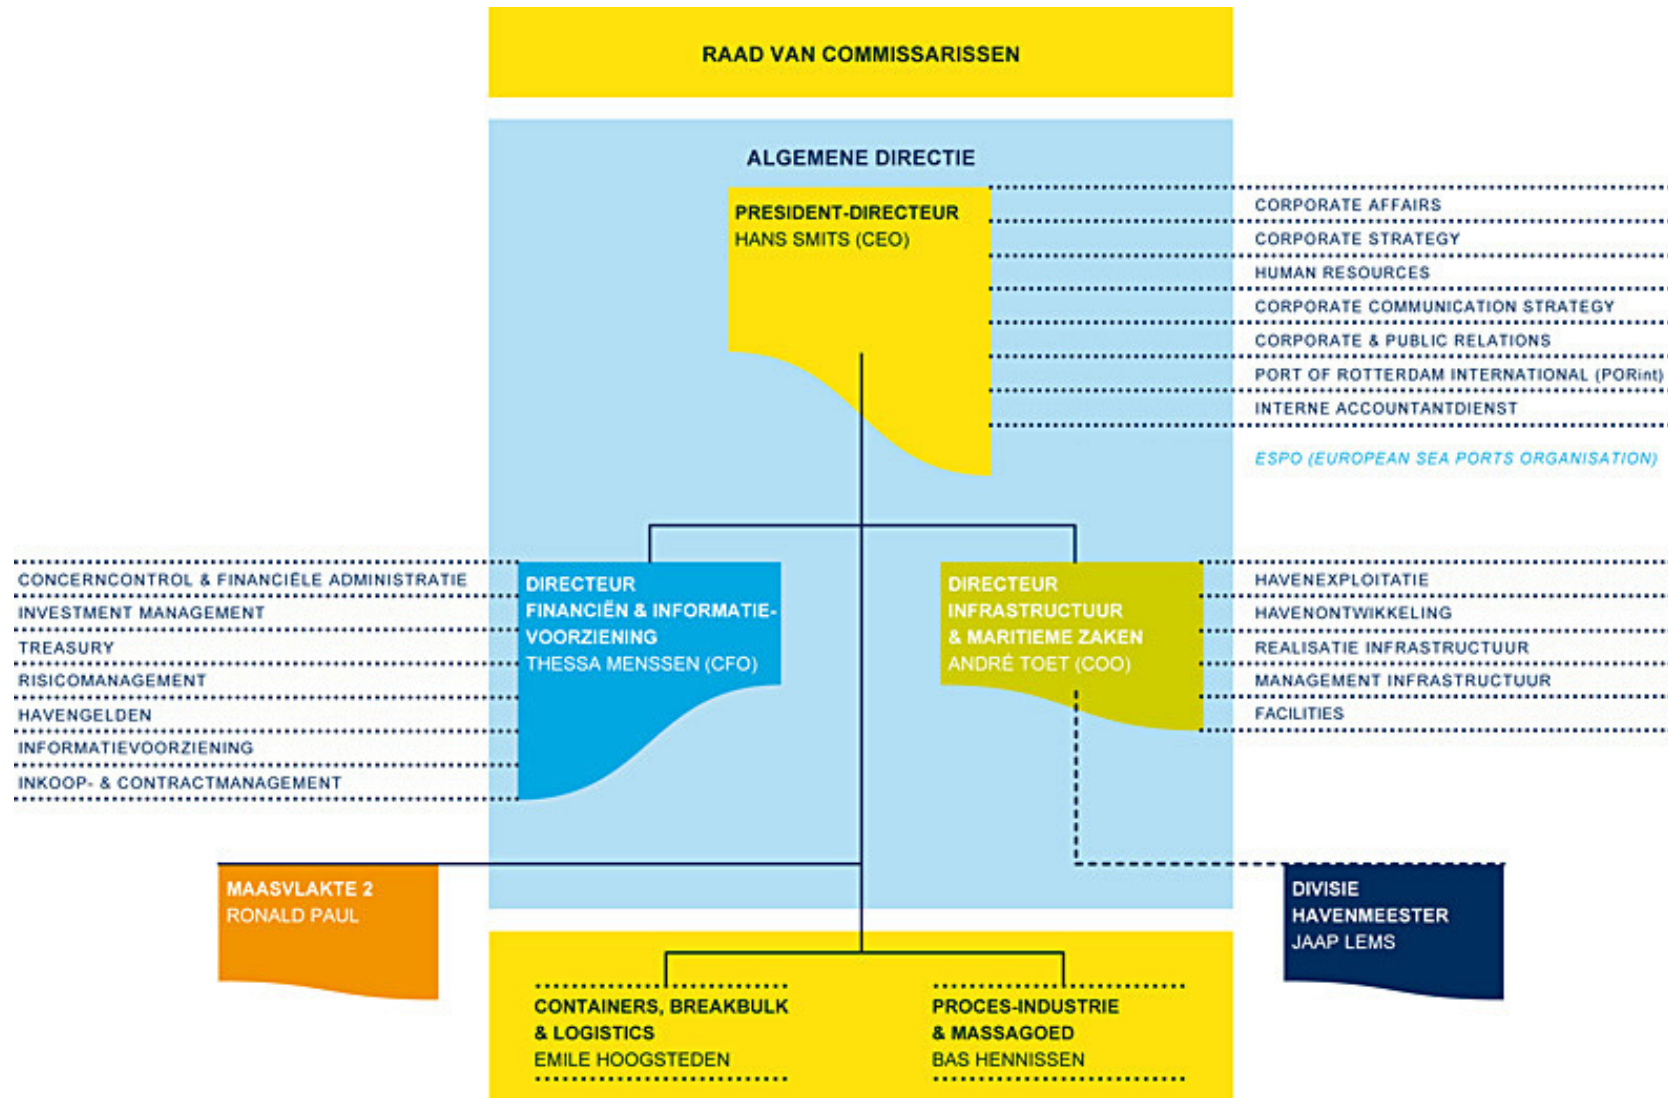 RAAD VAN COMMISSARISSEN
ALGEMENE DIRECTIE
PRESIDENT-DIRECTEUR
HANS SMITS (CEO)
CORPORATE AFFAIRS
CORPORATE STRATEGY
HUMAN RESOURCES
CORPORATE COMMUNICATION STRATEGY
CORPORATE & PUBLIC RELATIONS
PORT OF ROTTERDAM INTERNATIONAL (PORint)
INTERNE ACCOUNTANTDIENST
ESPO (EUROPEAN SEA PORTS ORGANISATION)
CONCERNCONTROL & FINANCIËLE ADMINISTRATIE
INVESTMENT MANAGEMENT
TREASURY
RISICOMANAGEMENT
HAVENGELDEN
INFORMATIEVOORZIENING
INKOOP- & CONTRACTMANAGEMENT
DIRECTEUR
FINANCIËN & INFORMATIE-
VOORZIENING
THESSA MENSSEN (CFO)
DIRECTEUR
INFRASTRUCTUUR
& MARITIEME ZAKEN
ANDRÉ TOET (COO)
HAVENEXPLOITATIE
HAVENONTWIKKELING
REALISATIE INFRASTRUCTUUR
MANAGEMENT INFRASTRUCTUUR
FACILITIES
MAASVLAKTE 2
RONALD PAUL
DIVISIE
HAVENMEESTER
JAAP LEMS
CONTAINERS, BREAKBULK
& LOGISTICS
EMILE HOOGSTEDEN
PROCES-INDUSTRIE
& MASSAGOED
BAS HENNISSEN